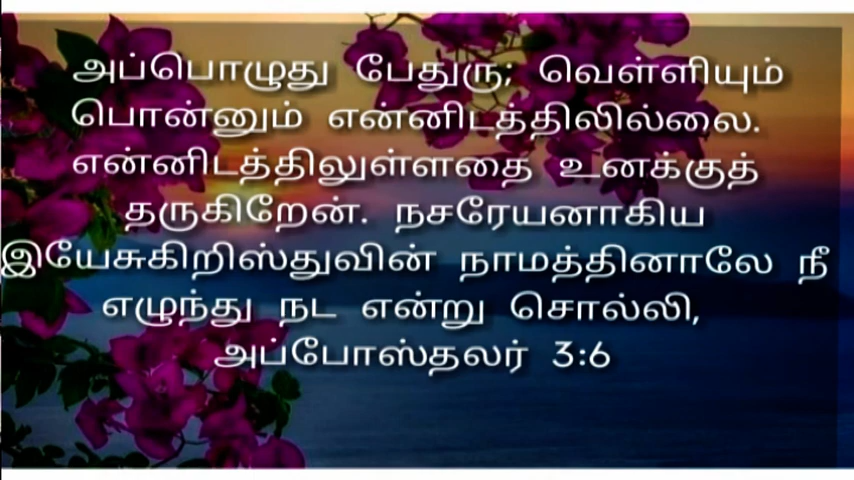 அப்பொழுது பேதுரு; வெள்ளியும்
பொன்னும் என்னிடத்திலில்லை.
என்னிடத்திலுள்ளதை உனக்குத்
தருகிறேன். நசரேயனாகிய
இயேசுகிறிஸ்துவின் நாமத்தினாலே நீ
எழுந்து நட என்று சொல்லி,
அப்போஸ்தலர் 3:6